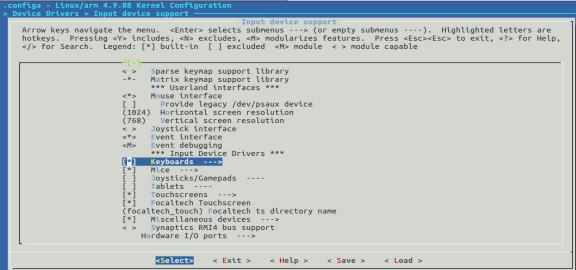 .configa - Linux/arm 4.9.88 Kernel Configuration
> Device Drivers > Input device support
Input device support
Arrow keys navigate the menu. <Enter> selects submenus ---> (or empty submenus ----). Highlighted letters are
hotkeys. Pressing <Y> includes, <N> excludes, <M> modularizes features. Press <Esc><Esc> to exit, <?> for Help,
</> for Search. Legend: [*] built-in [ ] excluded <M> module < > module capable
^(-)
< > Sparse keymap support library
-*- Matrix keymap support library
*** Userland interfaces ***
<*> Mouse interface
[ ] Provide legacy /dev/psaux device
(1024) Horizontal screen resolution
(768) Vertical screen resolution
< > Joystick interface
<*> Event interface
<M> Event debugging
*** Input Device Drivers ***
[*] Keyboards --->
[*] Mice --->
[ ] Joysticks/Gamepads ----
[ ] Tablets ----
[*] Touchscreens --->
[*] Focaltech Touchscreen
(focaltech_touch) Focaltech ts directory name
[*] Miscellaneous devices --->
< > Synaptics RMI4 bus support
Hardware I/O ports --->
<Select> < Exit > < Help > < Save > < Load >